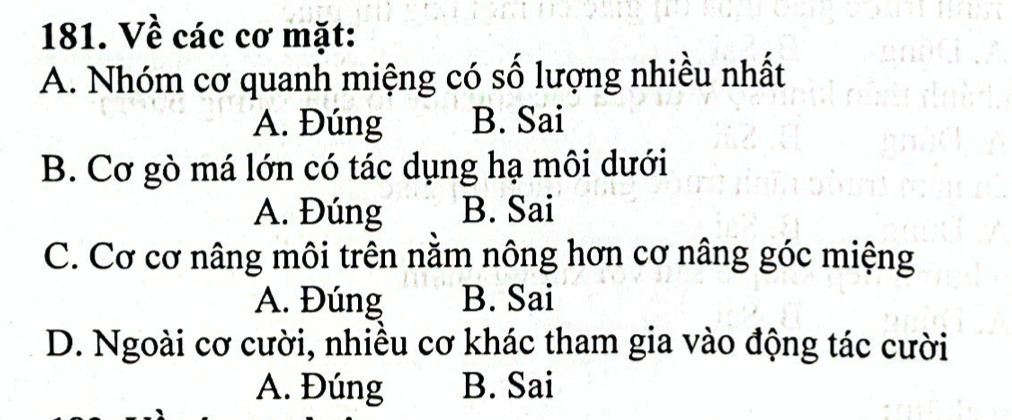 181. Về các cơ mặt:
A. Nhóm cơ quanh miệng có số lượng nhiều nhất
A. Đúng B. Sai
B. Cơ gò má lớn có tác dụng hạ môi dưới
A. Đúng B. Sai
C. Cơ cơ nâng môi trên nằm nông hơn cơ nâng góc miệng
A. Đúng B. Sai
D. Ngoài cơ cười, nhiều cơ khác tham gia vào động tác cười
A. Đúng B. Sai